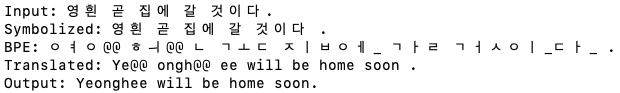 Input: 영흰 곧 집에 갈 것이다.
Symbolized: 영흰 곧 집에 갈 것이다 .
BPE: ㅇㅕㅇ@@ ㅎㅢ@@ ㄴ ㄱㅗㄷ ㅈㅣㅂㅇㅔ_ ㄱㅏㄹ ㄱㅓㅅㅇㅣ_ㄷㅏ_ .
Translated: Ye@@ ongh@@ ee will be home soon .
Output: Yeonghee will be home soon.